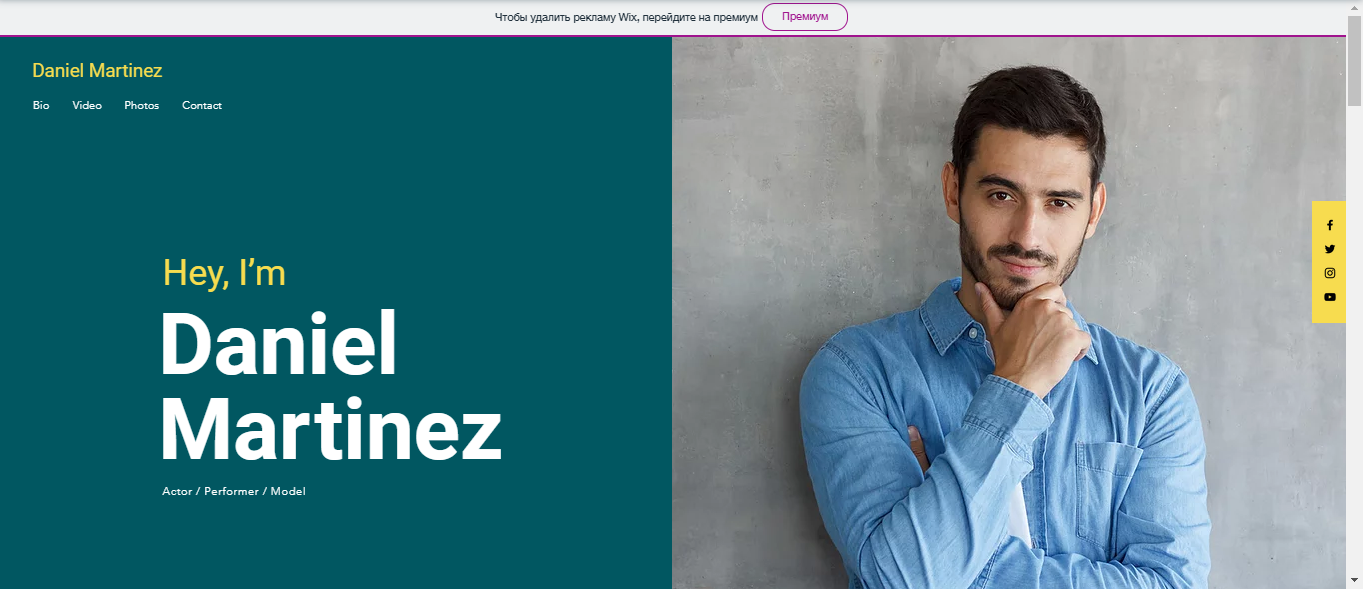 Чтобы удалить рекламу Wix, перейдите на премиум Премиум
Daniel Martinez
Bio Video Photos Contact
Hey, I’m
Daniel
Martinez
Actor / Performer / Model